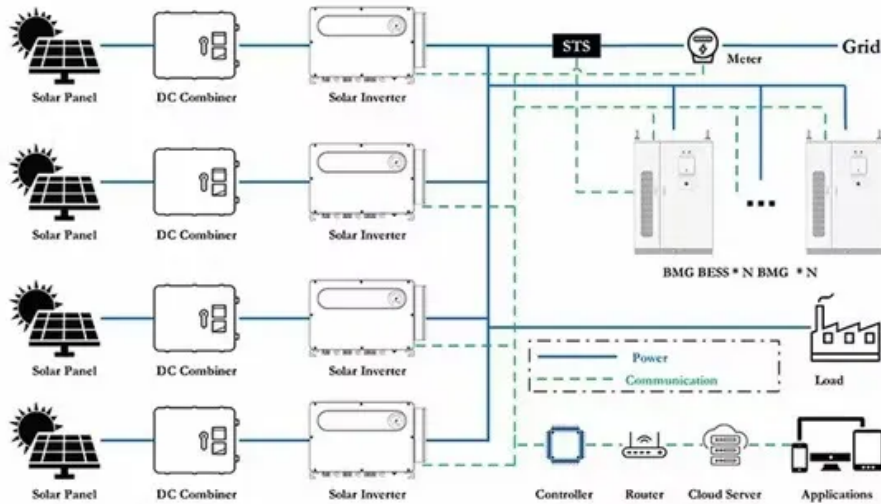 STS
Grid
Meter
Solar Panel
DC Combiner
Solar Inverter
Solar Panel
DC Combiner
Solar Inverter
BMG BESS * N BMG * N
Solar Panel
DC Combiner
Solar Inverter
Power
Communication
Load
Solar Panel
DC Combiner
Solar Inverter
Controller
Router
Cloud Server
Applications